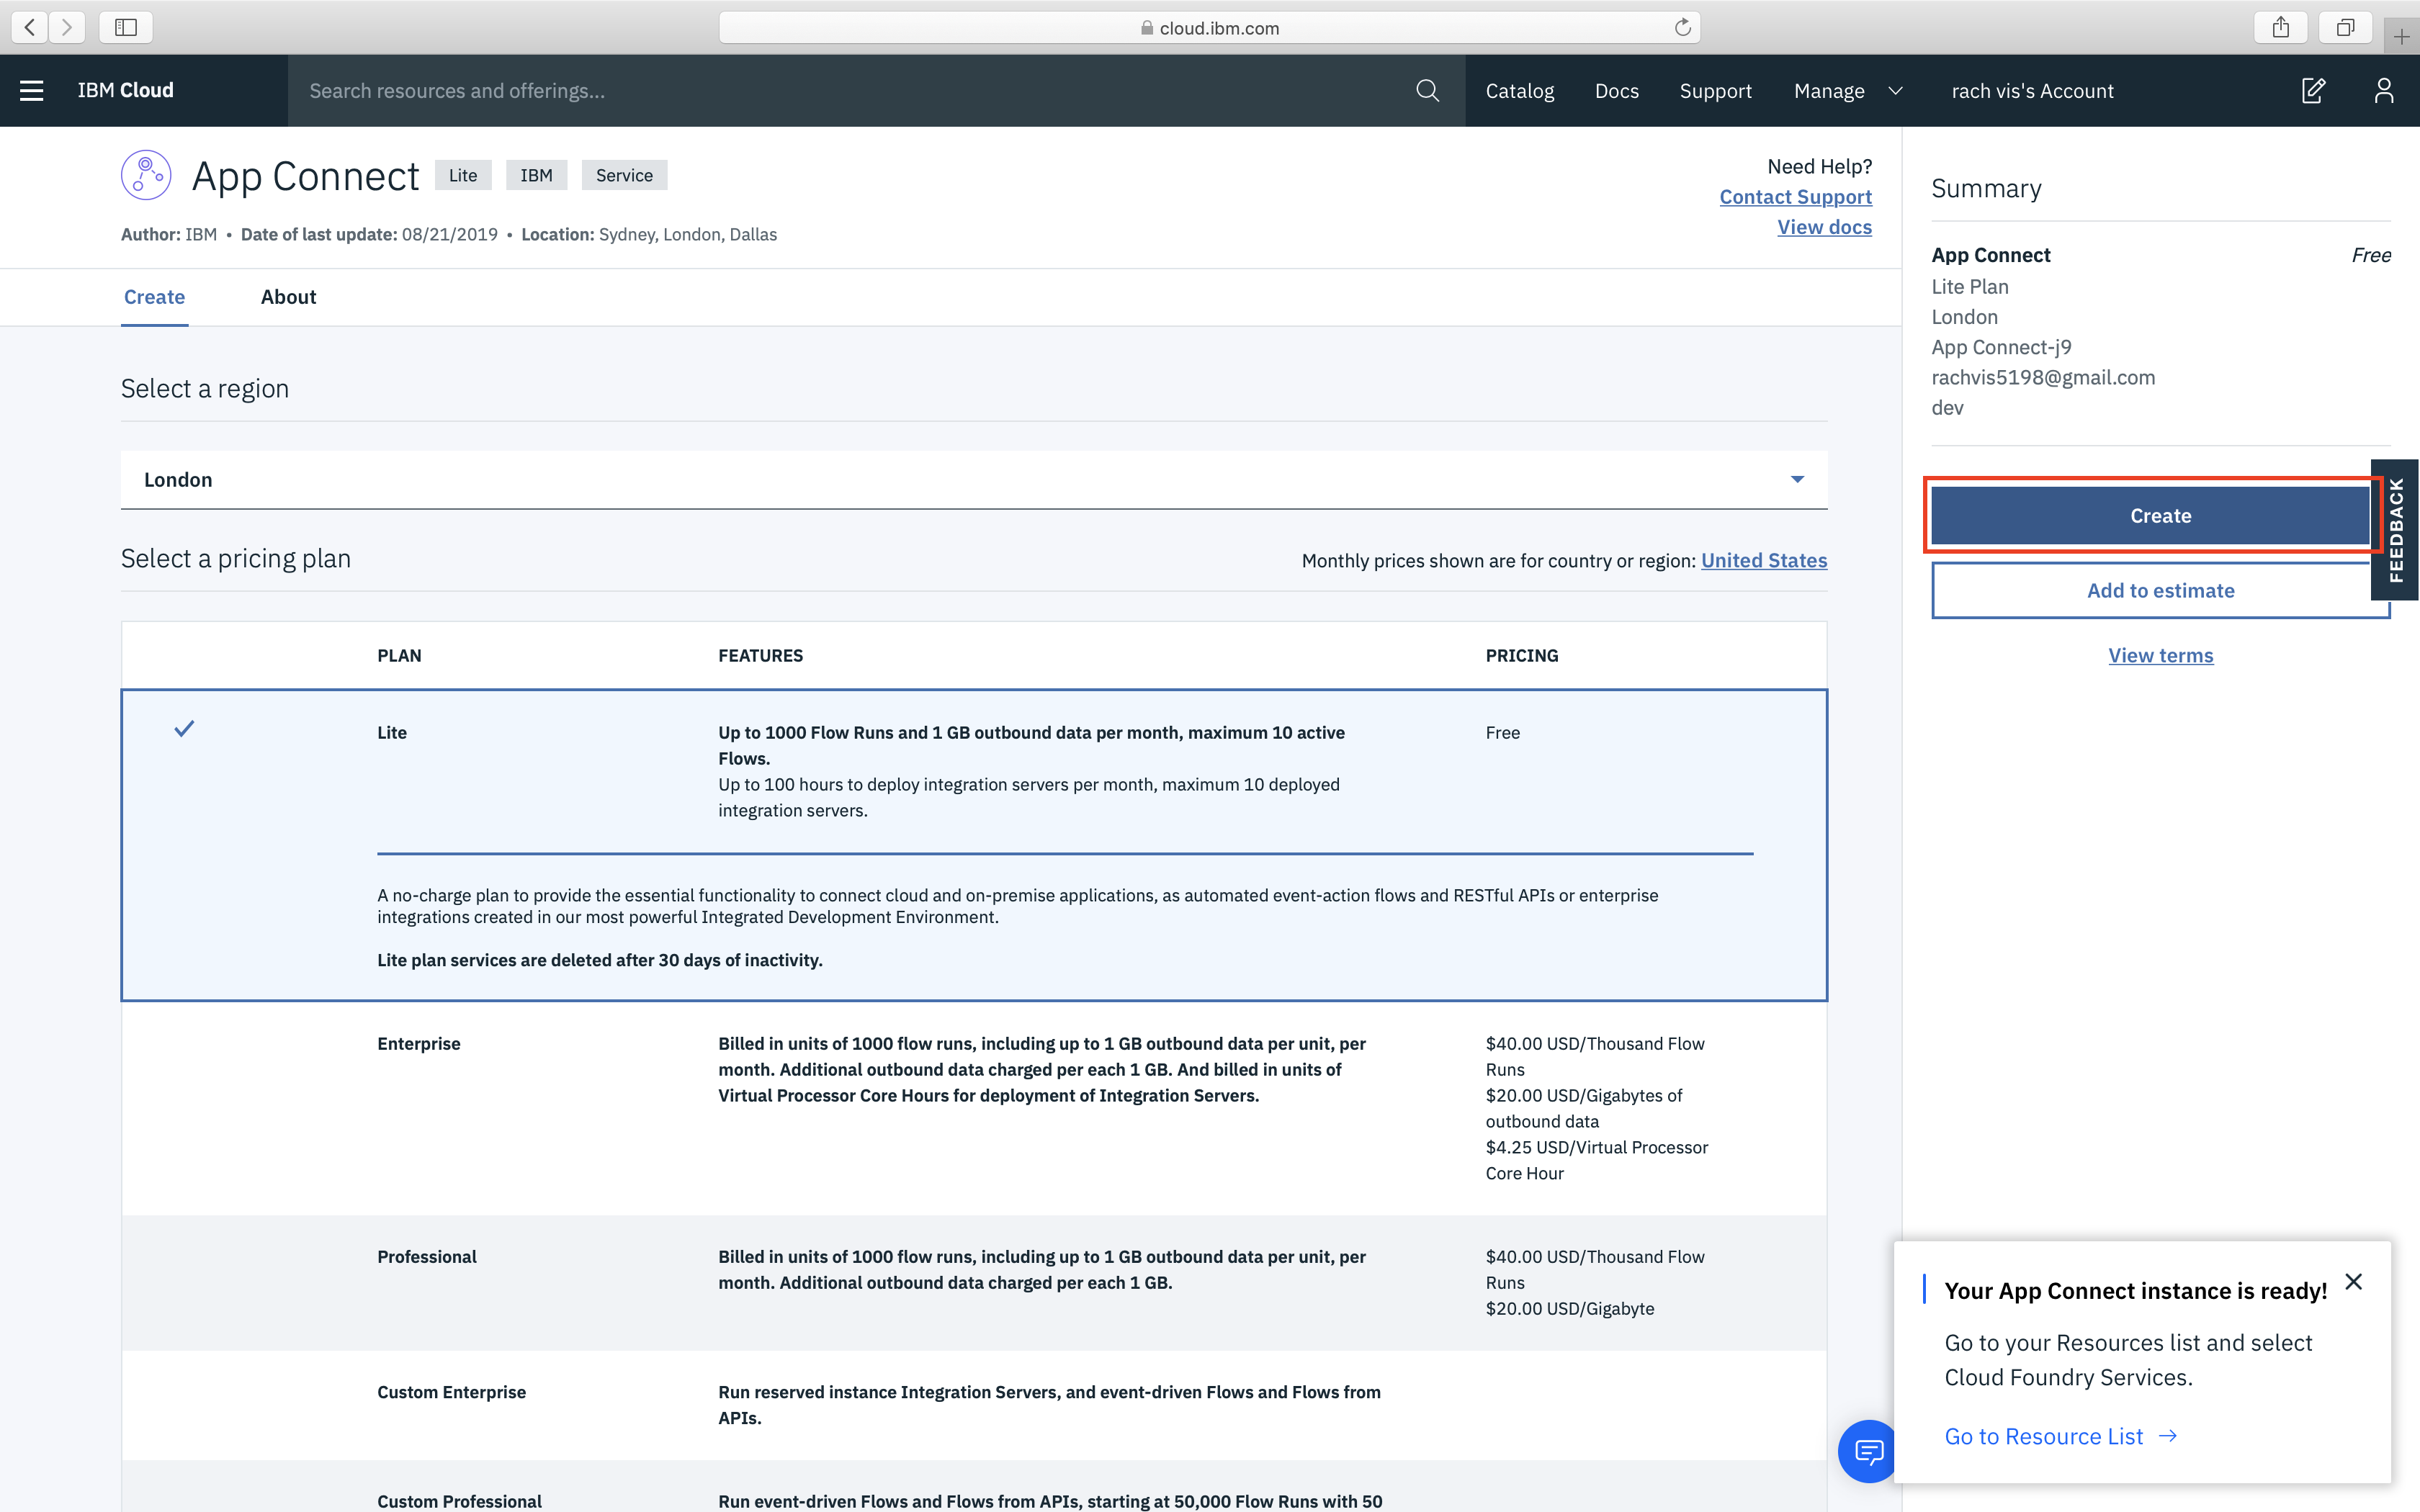 cloud.ibm.com
IBM Cloud
Search resources and offerings...
Catalog
Docs
Support
Manage
rach vis's Account
App Connect
Lite
IBM
Service
Author: IBM • Date of last update: 08/21/2019 • Location: Sydney, London, Dallas
Need Help?
Contact Support
View docs
Create
About
Select a region
London
Select a pricing plan
Monthly prices shown are for country or region: United States
PLAN
FEATURES
PRICING
Lite
Up to 1000 Flow Runs and 1 GB outbound data per month, maximum 10 active
Flows.
Up to 100 hours to deploy integration servers per month, maximum 10 deployed
integration servers.
Free
A no-charge plan to provide the essential functionality to connect cloud and on-premise applications, as automated event-action flows and RESTful APIs or enterprise
integrations created in our most powerful Integrated Development Environment.
Lite plan services are deleted after 30 days of inactivity.
Enterprise
Billed in units of 1000 flow runs, including up to 1 GB outbound data per unit, per
month. Additional outbound data charged per each 1 GB. And billed in units of
Virtual Processor Core Hours for deployment of Integration Servers.
$40.00 USD/Thousand Flow
Runs
$20.00 USD/Gigabytes of
outbound data
$4.25 USD/Virtual Processor
Core Hour
Professional
Billed in units of 1000 flow runs, including up to 1 GB outbound data per unit, per
month. Additional outbound data charged per each 1 GB.
$40.00 USD/Thousand Flow
Runs
$20.00 USD/Gigabyte
Custom Enterprise
Run reserved instance Integration Servers, and event-driven Flows and Flows from
APIs.
Custom Professional
Run event-driven Flows and Flows from APIs, starting at 50,000 Flow Runs with 50
Summary
App Connect
Free
Lite Plan
London
App Connect-j9
rachvis5198@gmail.com
dev
Create
Add to estimate
View terms
FEEDBACK
Your App Connect instance is ready!
Go to your Resources list and select
Cloud Foundry Services.
Go to Resource List →